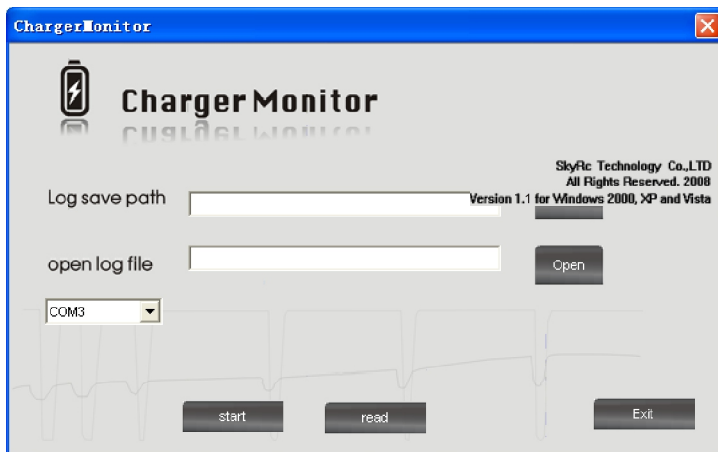 ChargerMonitor
Charger Monitor
SkyRc Technology Co.,LTD
All Rights Reserved. 2008
Version 1.1 for Windows 2000, XP and Vista
Log save path
open log file
Open
COM3
start
read
Exit